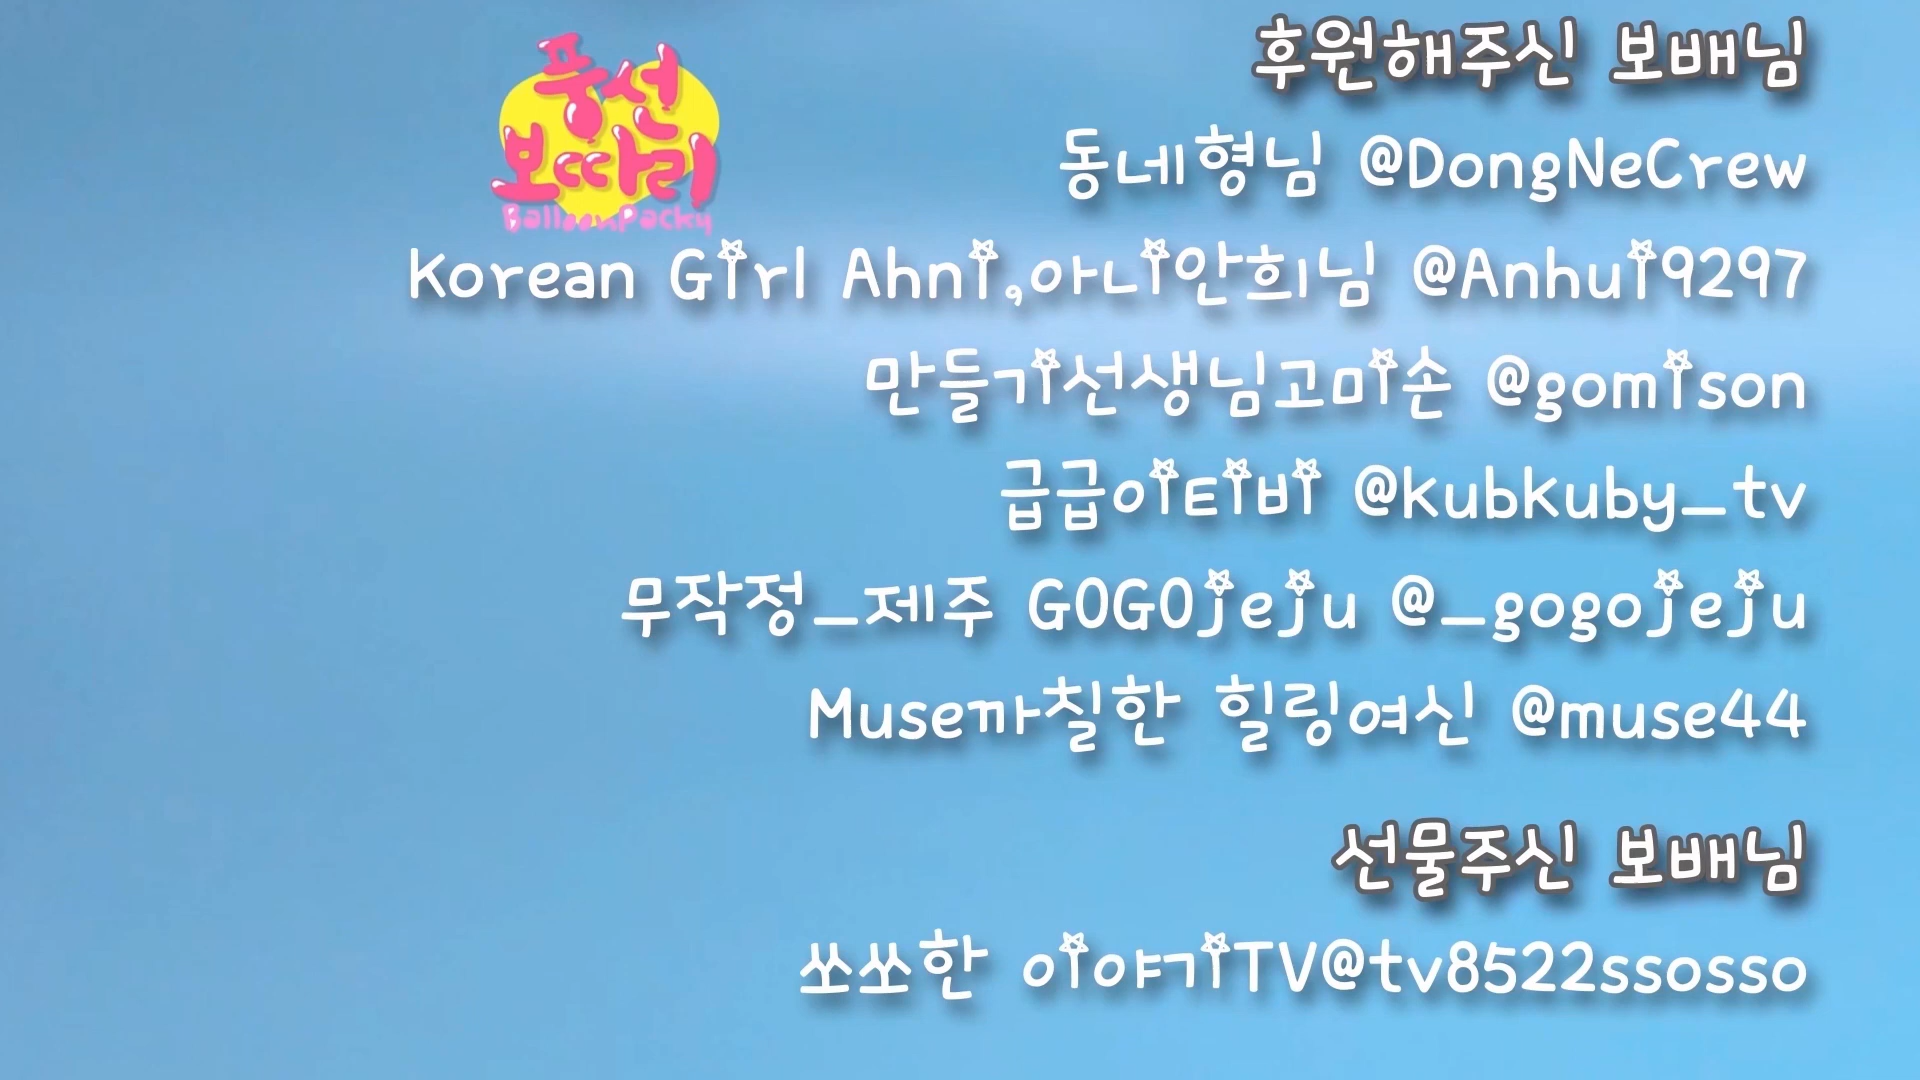 풍선
보따리
BalloonPacky
후원해주신 보배님
동네형님 @DongNeCrew
Korean Girl Ahni,아니안희님 @Anhui9297
만들기선생님고미손 @gomison
급급이티비 @kubkuby_tv
무작정_제주 GOGOjeju @_gogojeju
Muse까칠한 힐링여신 @muse44
선물주신 보배님
쏘쏘한 이야기TV@tv8522ssosso